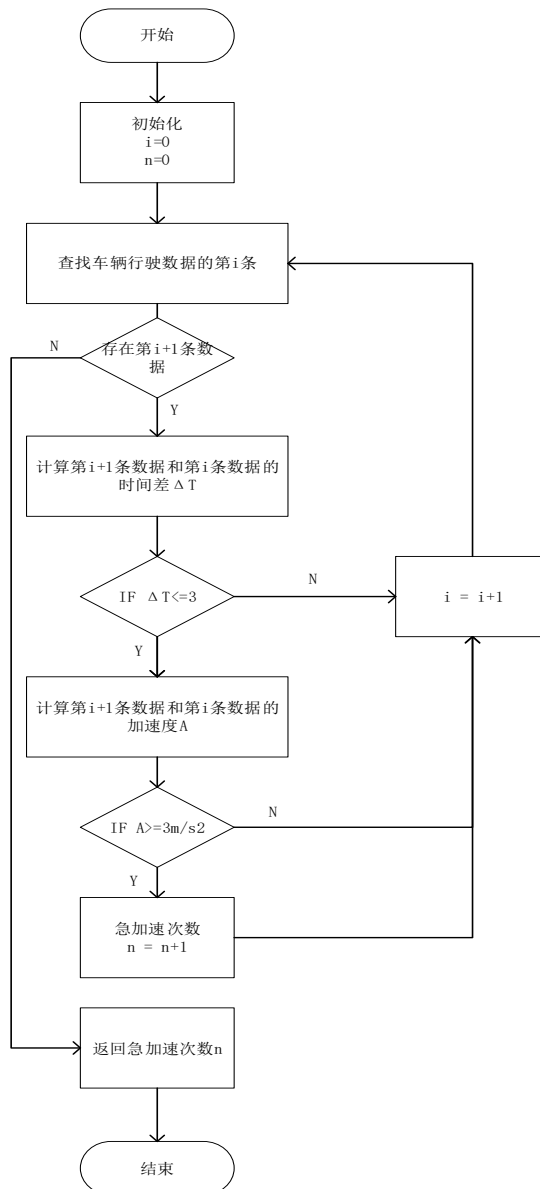 开始
初始化
i=0
n=0
查找车辆行驶数据的第i条
N
存在第i+1条数
据
Y
计算第i+1条数据和第i条数据的
时间差ΔT
IF ΔT<=3
N
i = i+1
Y
计算第i+1条数据和第i条数据的
加速度A
IF A>=3m/s2
N
Y
急加速次数
n = n+1
返回急加速次数n
结束